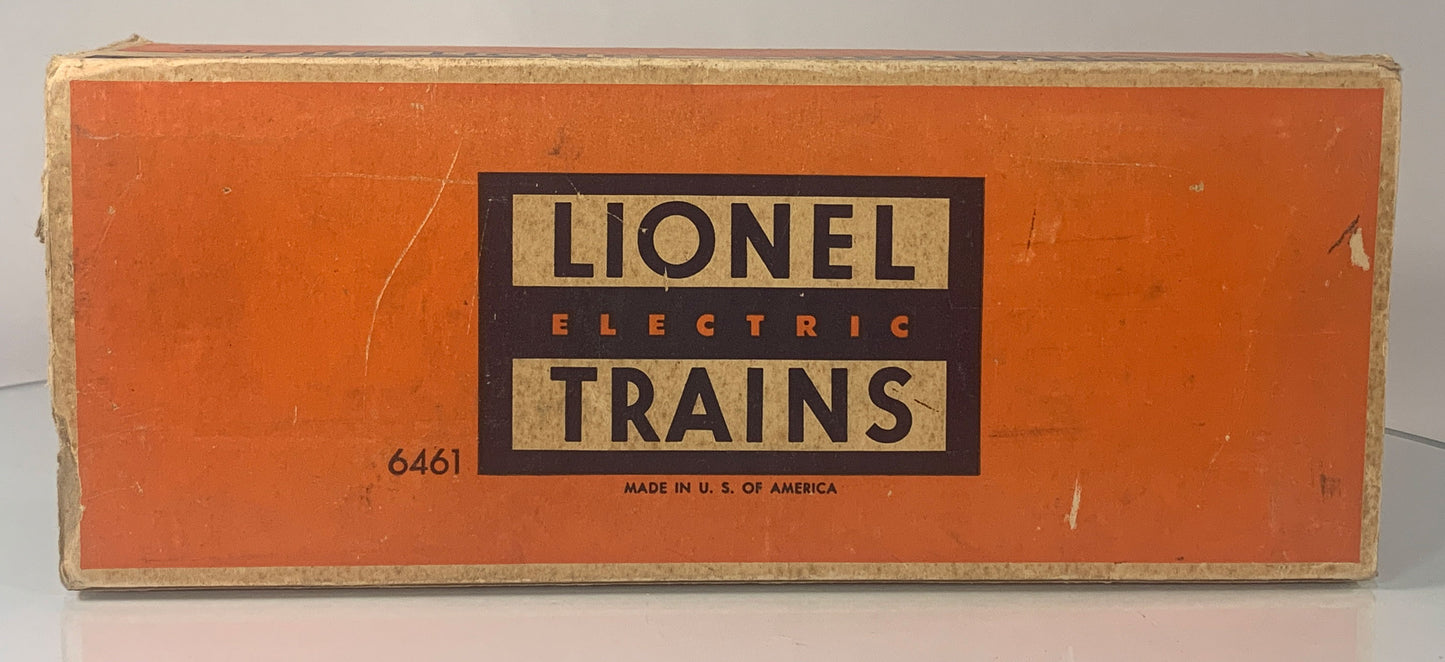 LIONEL
ELECTRIC
TRAINS
6461
MADE IN U. S. OF AMERICA